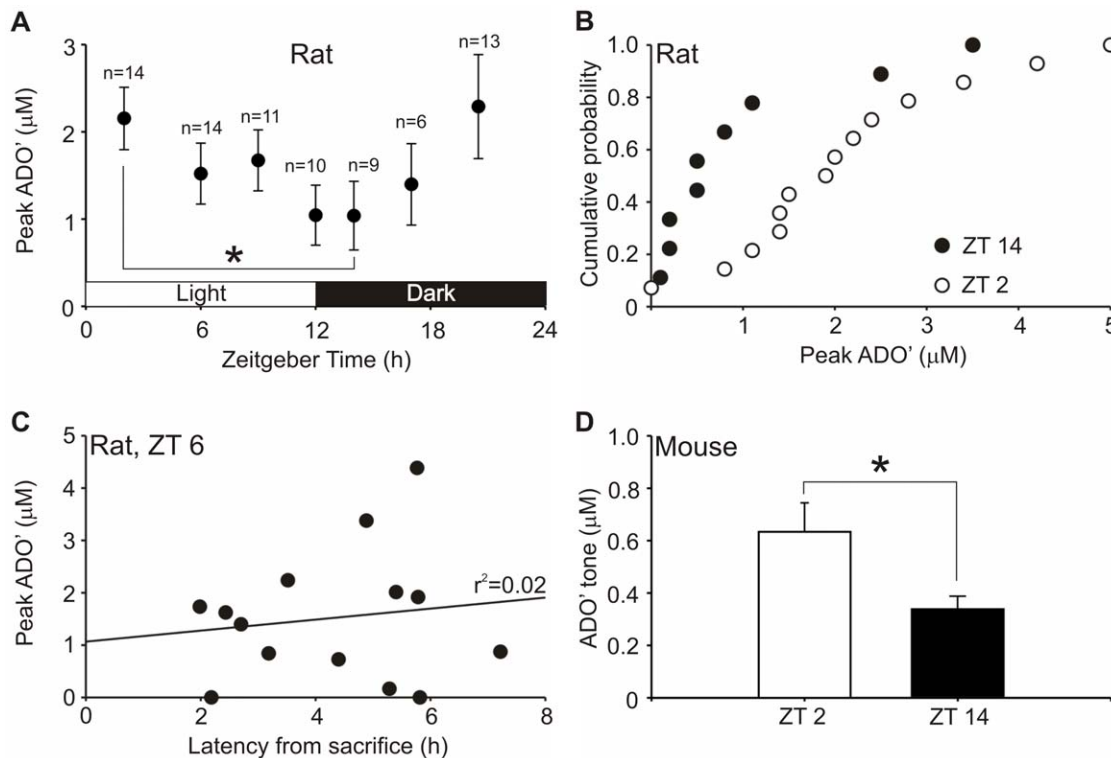 A
Rat
Peak ADO' (μM)
3
2
1
0
n=14
n=14
n=11
n=10
n=9
n=6
n=13
*
Light
Dark
0
6
12
18
24
Zeitgeber Time (h)
B
Rat
Cumulative probability
1.0
0.8
0.6
0.4
0.2
0
ZT 14
ZT 2
1
2
3
4
5
Peak ADO' (μM)
C
Rat, ZT 6
Peak ADO' (μM)
5
4
3
2
1
0
r²=0.02
0
2
4
6
8
Latency from sacrifice (h)
D
Mouse
ADO' tone (μM)
1.0
0.8
0.6
0.4
0.2
0
*
ZT 2
ZT 14